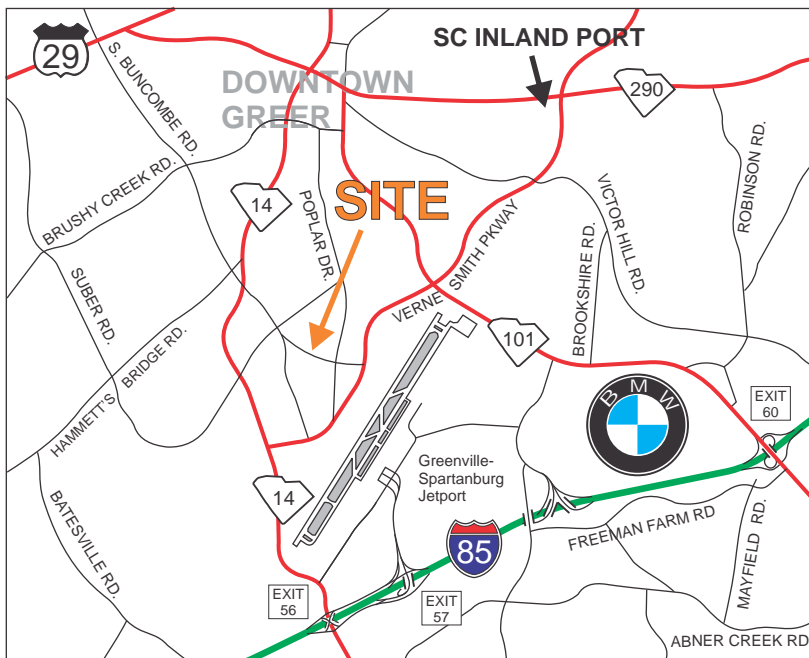 29
S. BUNCOMBE RD.
DOWNTOWN
GREER
SC INLAND PORT
290
ROBINSON RD.
BRUSHY CREEK RD.
14
POPLAR DR.
SITE
VICTOR HILL RD.
SUBER RD.
VERNE SMITH PKWAY
BROOKSHIRE RD.
101
HAMMETT'S BRIDGE RD.
BMW
EXIT
60
Greenville-
Spartanburg
Jetport
14
BATESVILLE RD.
85
FREEMAN FARM RD
MAYFIELD RD.
EXIT
56
EXIT
57
ABNER CREEK RD.